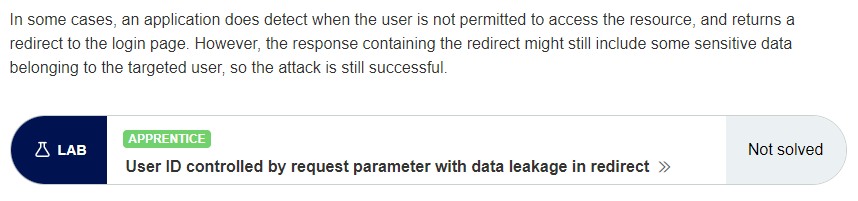 In some cases, an application does detect when the user is not permitted to access the resource, and returns a
redirect to the login page. However, the response containing the redirect might still include some sensitive data
belonging to the targeted user, so the attack is still successful.
LAB
APPRENTICE
User ID controlled by request parameter with data leakage in redirect
Not solved